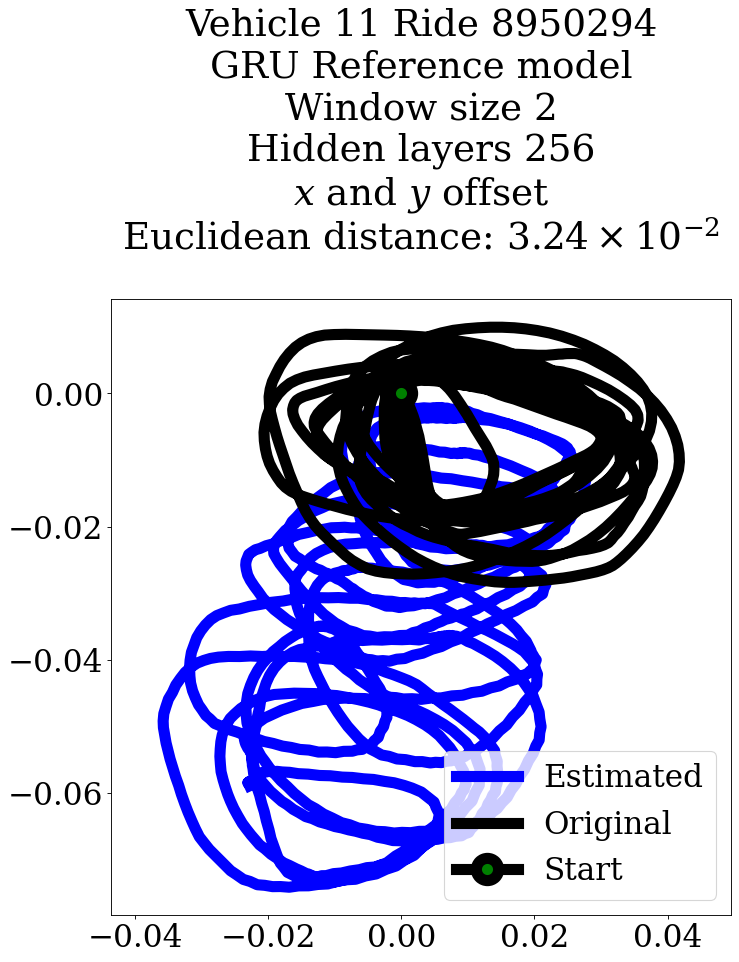 Vehicle 11 Ride 8950294
GRU Reference model
Window size 2
Hidden layers 256
x and y offset
Euclidean distance: 3.24 × 10⁻²
0.00
−0.02
−0.04
−0.06
Estimated
Original
Start
−0.04 −0.02 0.00 0.02 0.04